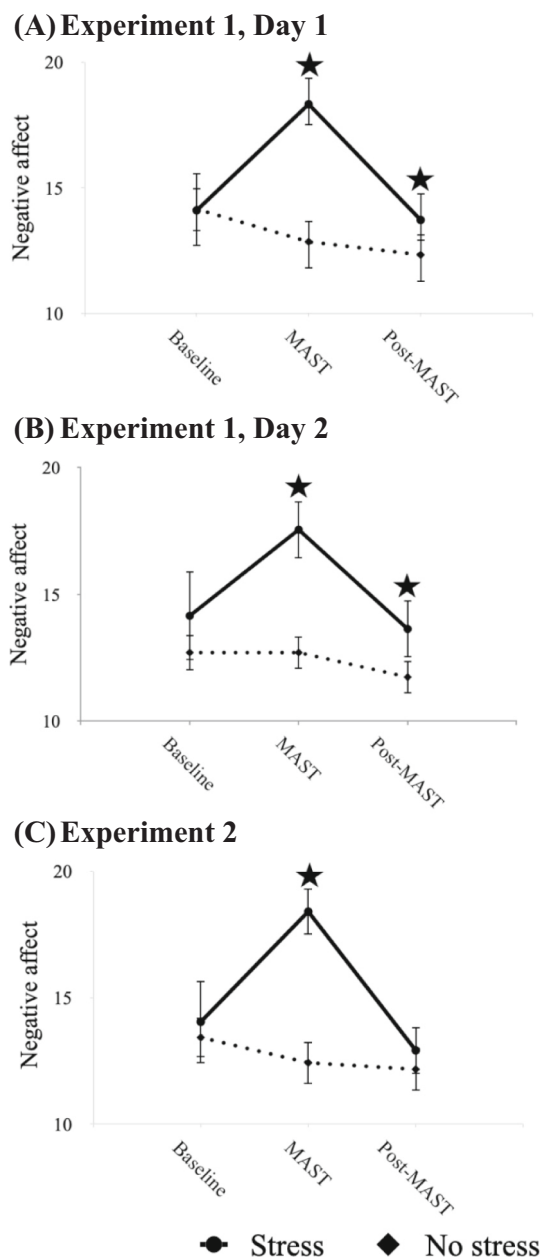 (A) Experiment 1, Day 1
20
15
10
Negative affect
Baseline
MAST
Post-MAST
(B) Experiment 1, Day 2
20
15
10
Negative affect
Baseline
MAST
Post-MAST
(C) Experiment 2
20
15
10
Negative affect
Baseline
MAST
Post-MAST
Stress No stress